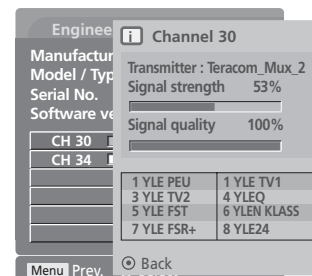 Engine
Channel 30
Manufactur
Model / Typ
Serial No.
Software ve
Transmitter : Teracom_Mux_2
Signal strength 53%
Signal quality 100%
CH 30
CH 34
1 YLE PEU 1 YLE TV1
3 YLE TV2 4 YLEQ
5 YLE FST 6 YLEN KLASS
7 YLE FSR+ 8 YLE24
Back
Menu Prev.